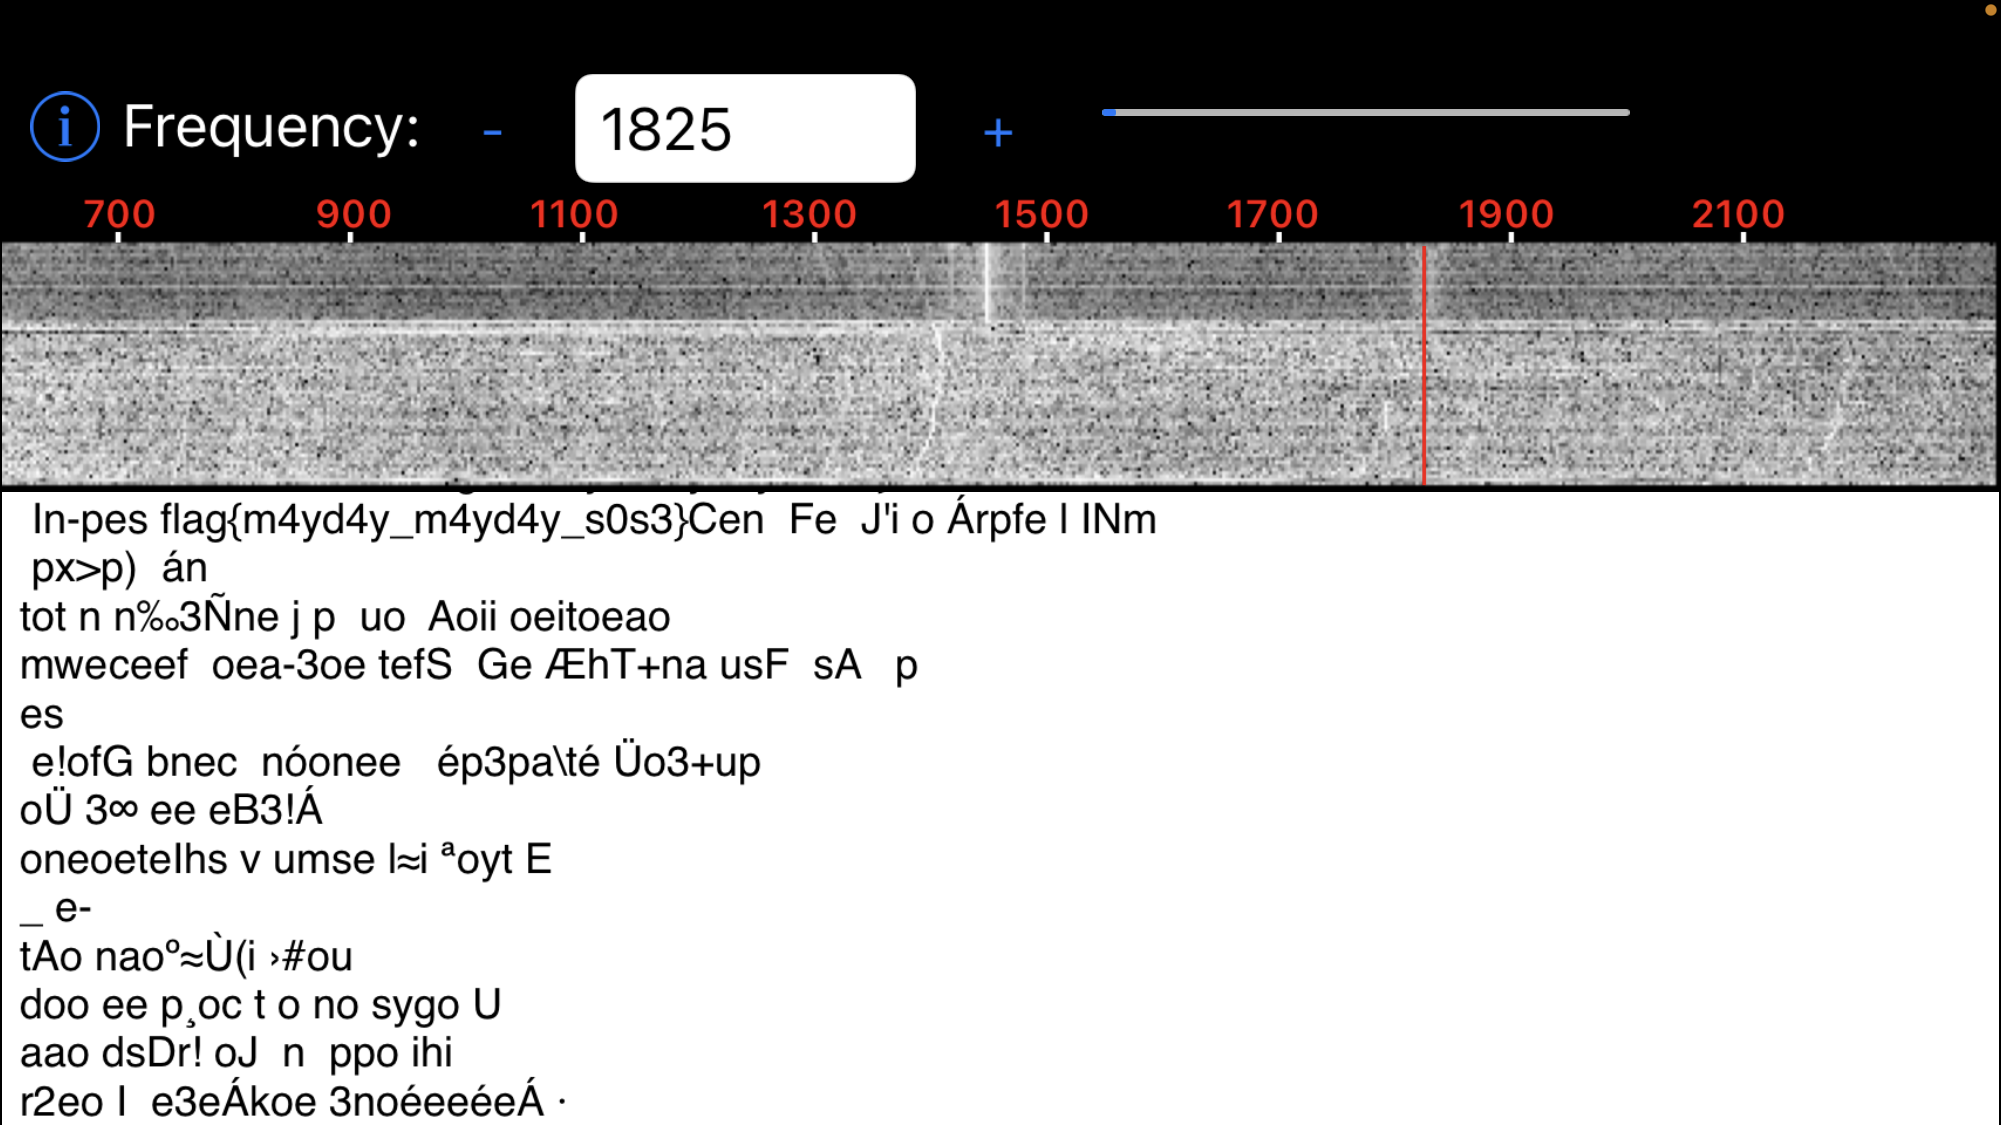 i Frequency: - 1825 +
700 900 1100 1300 1500 1700 1900 2100
In-pes flag{m4yd4y_m4yd4y_s0s3}Cen Fe J'i o Árpfe l INm
px>p) án
tot n n‰3Ñne j p uo Aoii oeitoeao
mweceef oea-3oe tefS Ge ÆhT+na usF sA p
es
e!ofG bnec nóonee ép3pa\té Üo3+up
oÜ 3∞ ee eB3!Á
oneoetelhs v umse l≈i ªoyt E
_ e-
tAo naoº≈Ù(i ›#ou
doo ee p¸oc t o no sygo U
aao dsDr! oJ n ppo ihi
r2eo l e3eÁkoe 3noéeeéeÁ ·